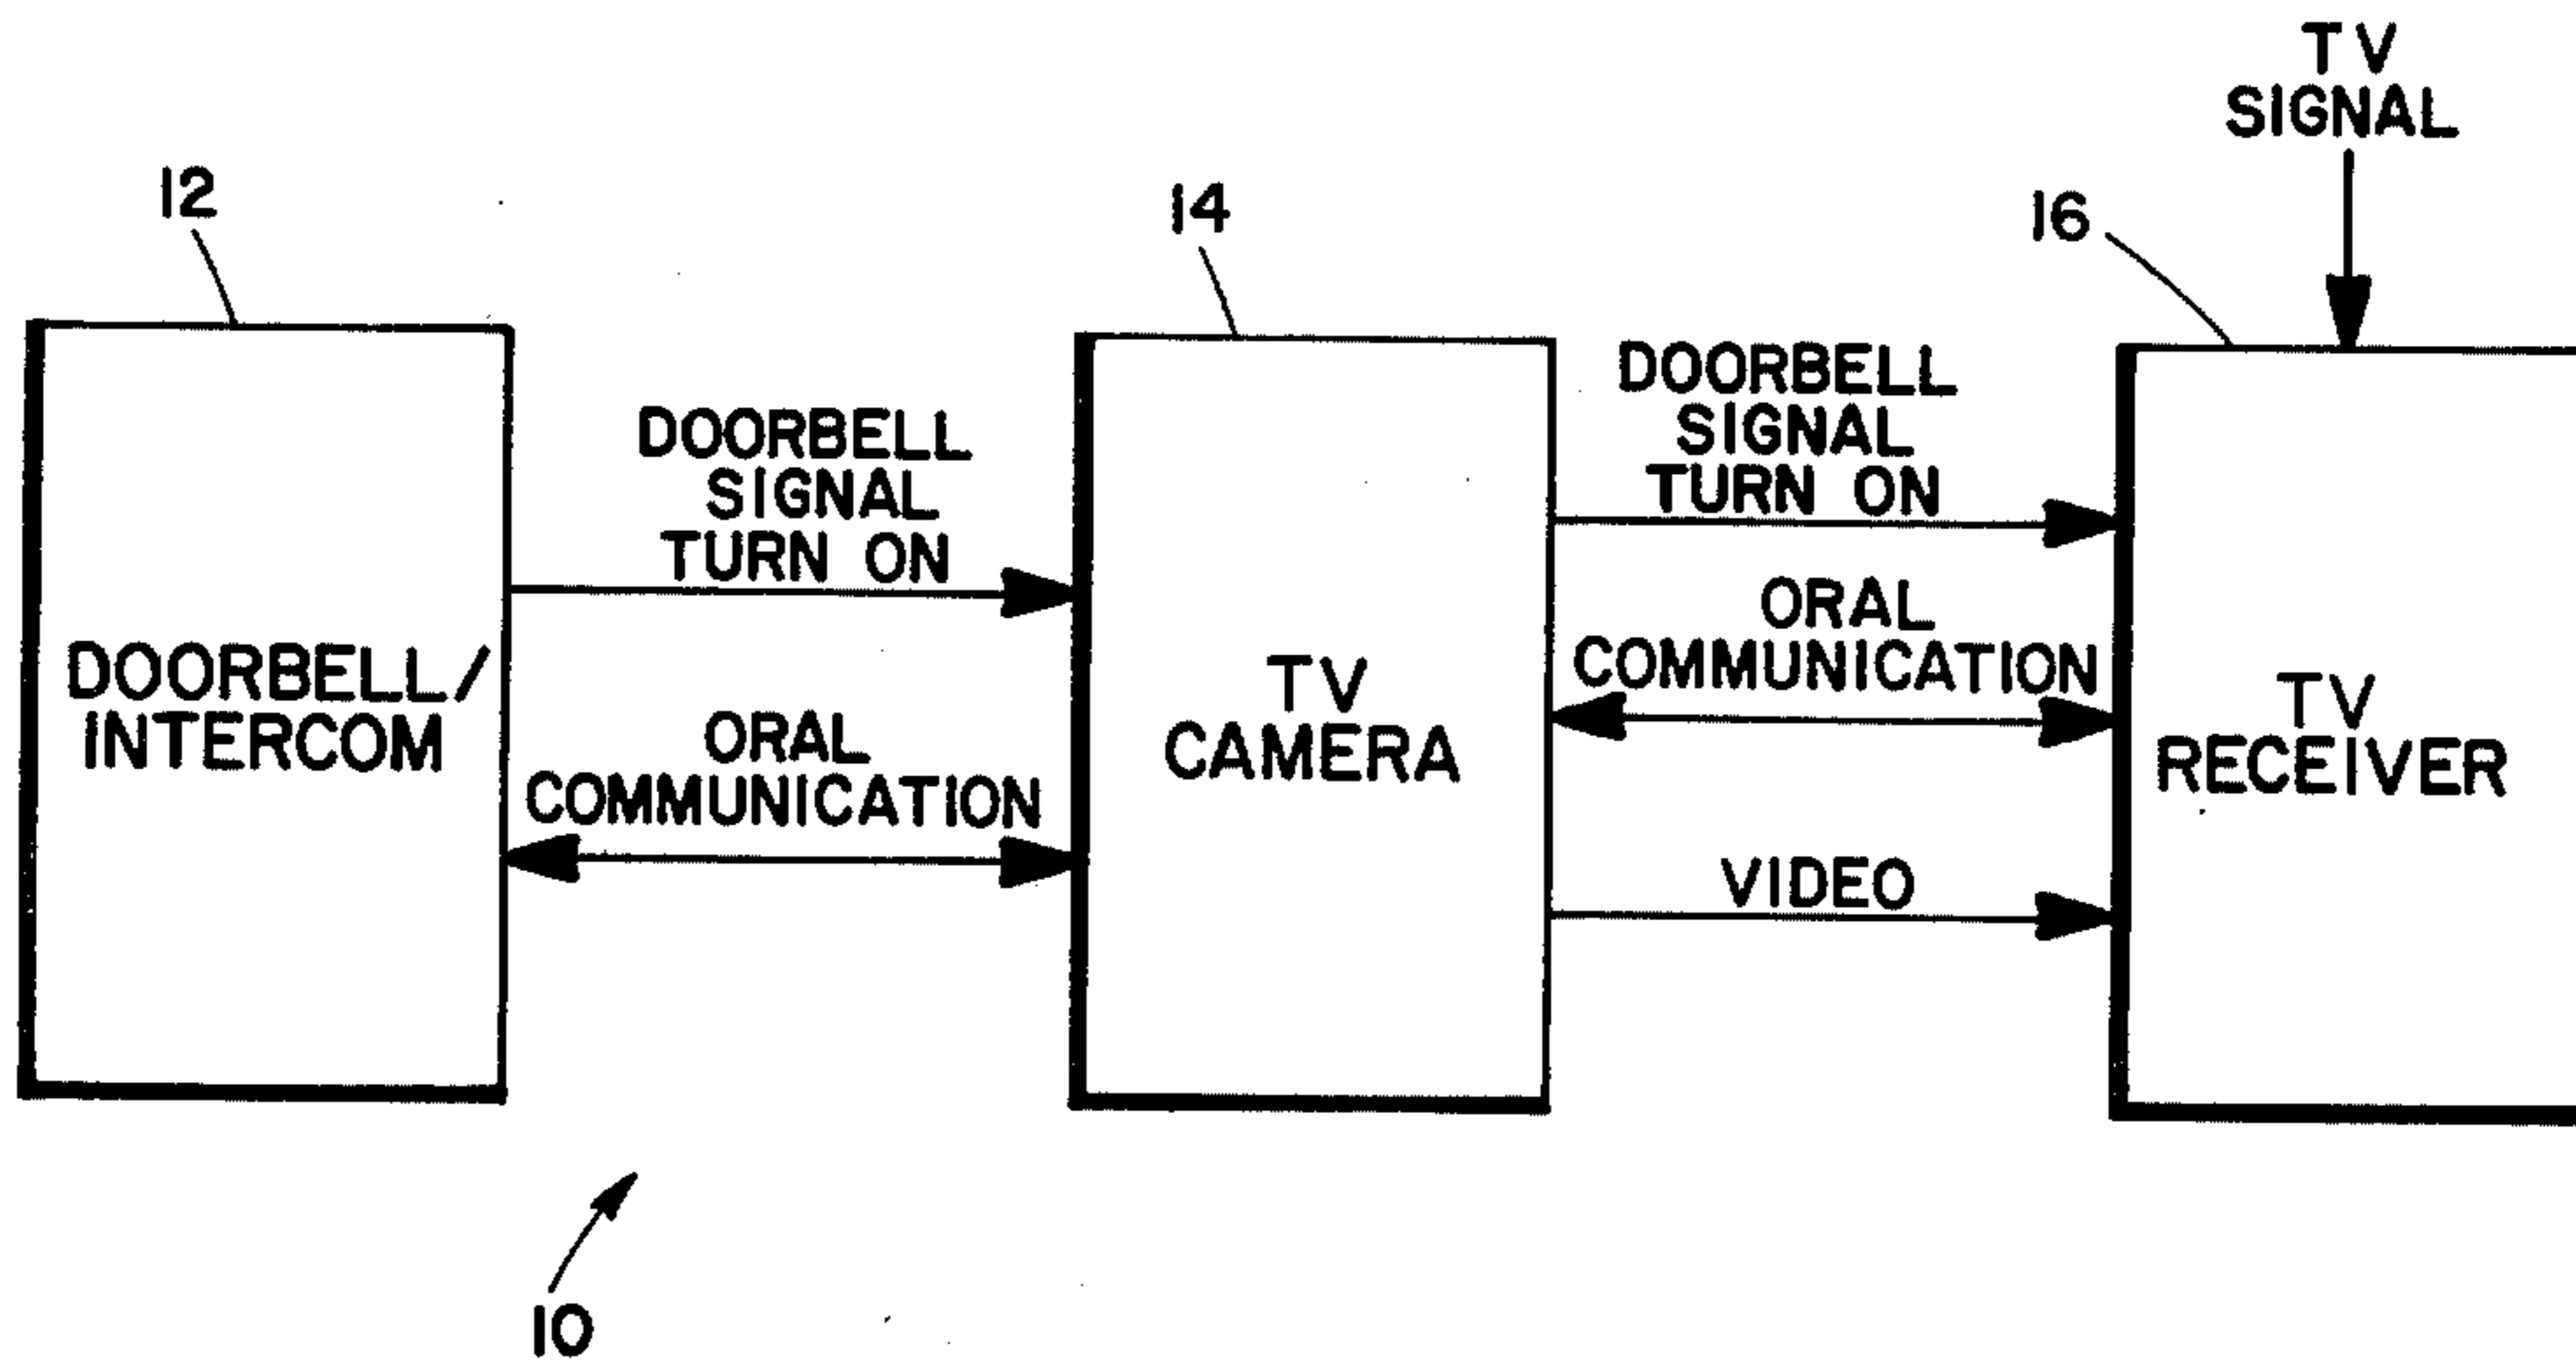 TV
SIGNAL
12
14
16
DOORBELL
SIGNAL
TURN ON
DOORBELL
SIGNAL
TURN ON
ORAL
COMMUNICATION
DOORBELL/
INTERCOM
ORAL
COMMUNICATION
TV
CAMERA
TV
RECEIVER
VIDEO
10